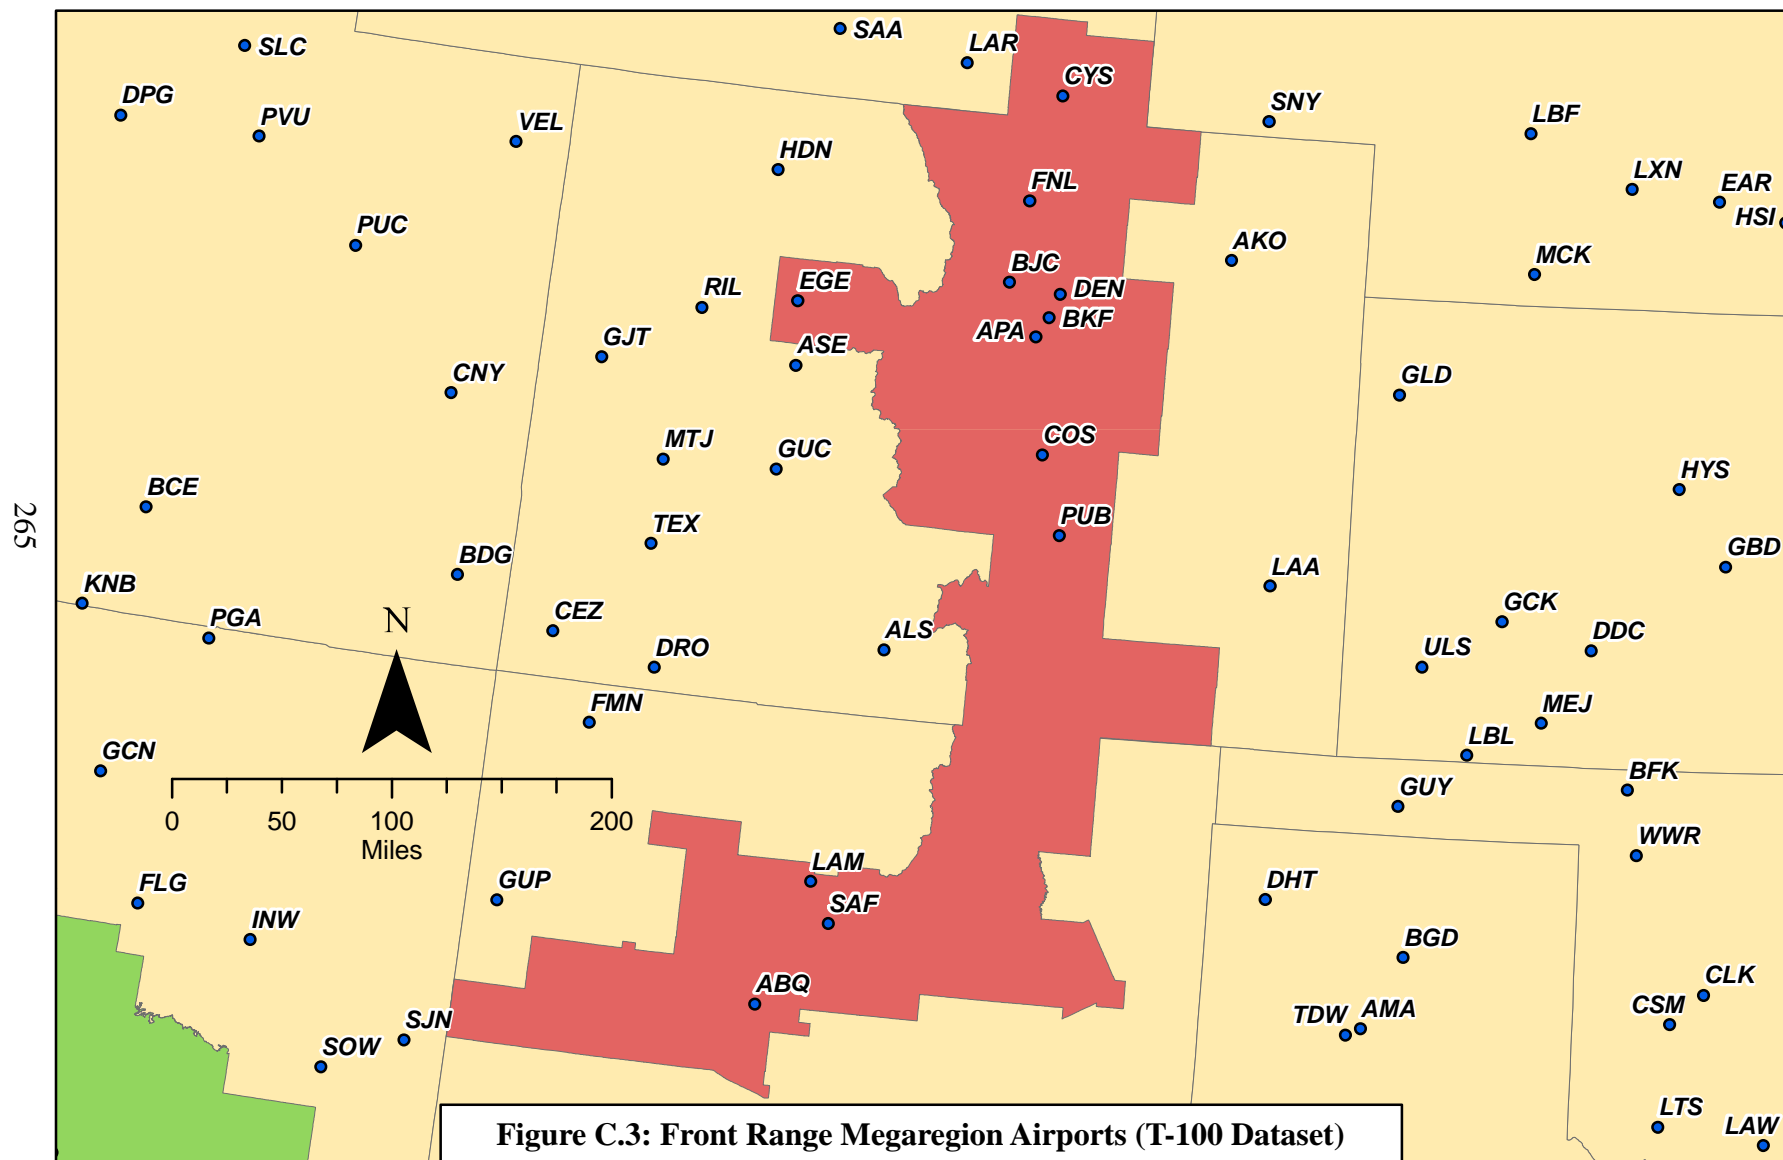 SLC
SAA
LAR
DPG
PVU
VEL
CYS
SNY
LBF
HDN
FNL
LXN
EAR
HSI
PUC
AKO
BJC
MCK
RIL
EGE
DEN
BKF
APA
GJT
ASE
CNY
GLD
MTJ
GUC
COS
HYS
BCE
TEX
PUB
265
BDG
GBD
KNB
LAA
PGA
N
CEZ
ALS
GCK
DDC
DRO
ULS
FMN
MEJ
GCN
LBL
BFK
GUY
0 50 100 200
Miles
WWR
LAM
FLG
GUP
DHT
SAF
INW
BGD
ABQ
CLK
CSM
SJN
TDW
AMA
SOW
LTS
LAW
Figure C.3: Front Range Megaregion Airports (T-100 Dataset)